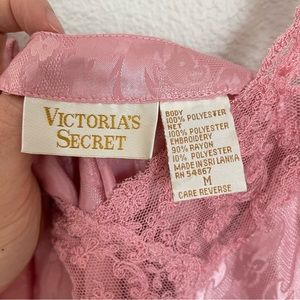 VICTORIA'S
SECRET
BODY
100% POLYESTER
NET
100% POLYESTER
EMBROIDERY
90% RAYON
10% POLYESTER
MADE IN SRI LANKA
RN 54867
M
CARE REVERSE